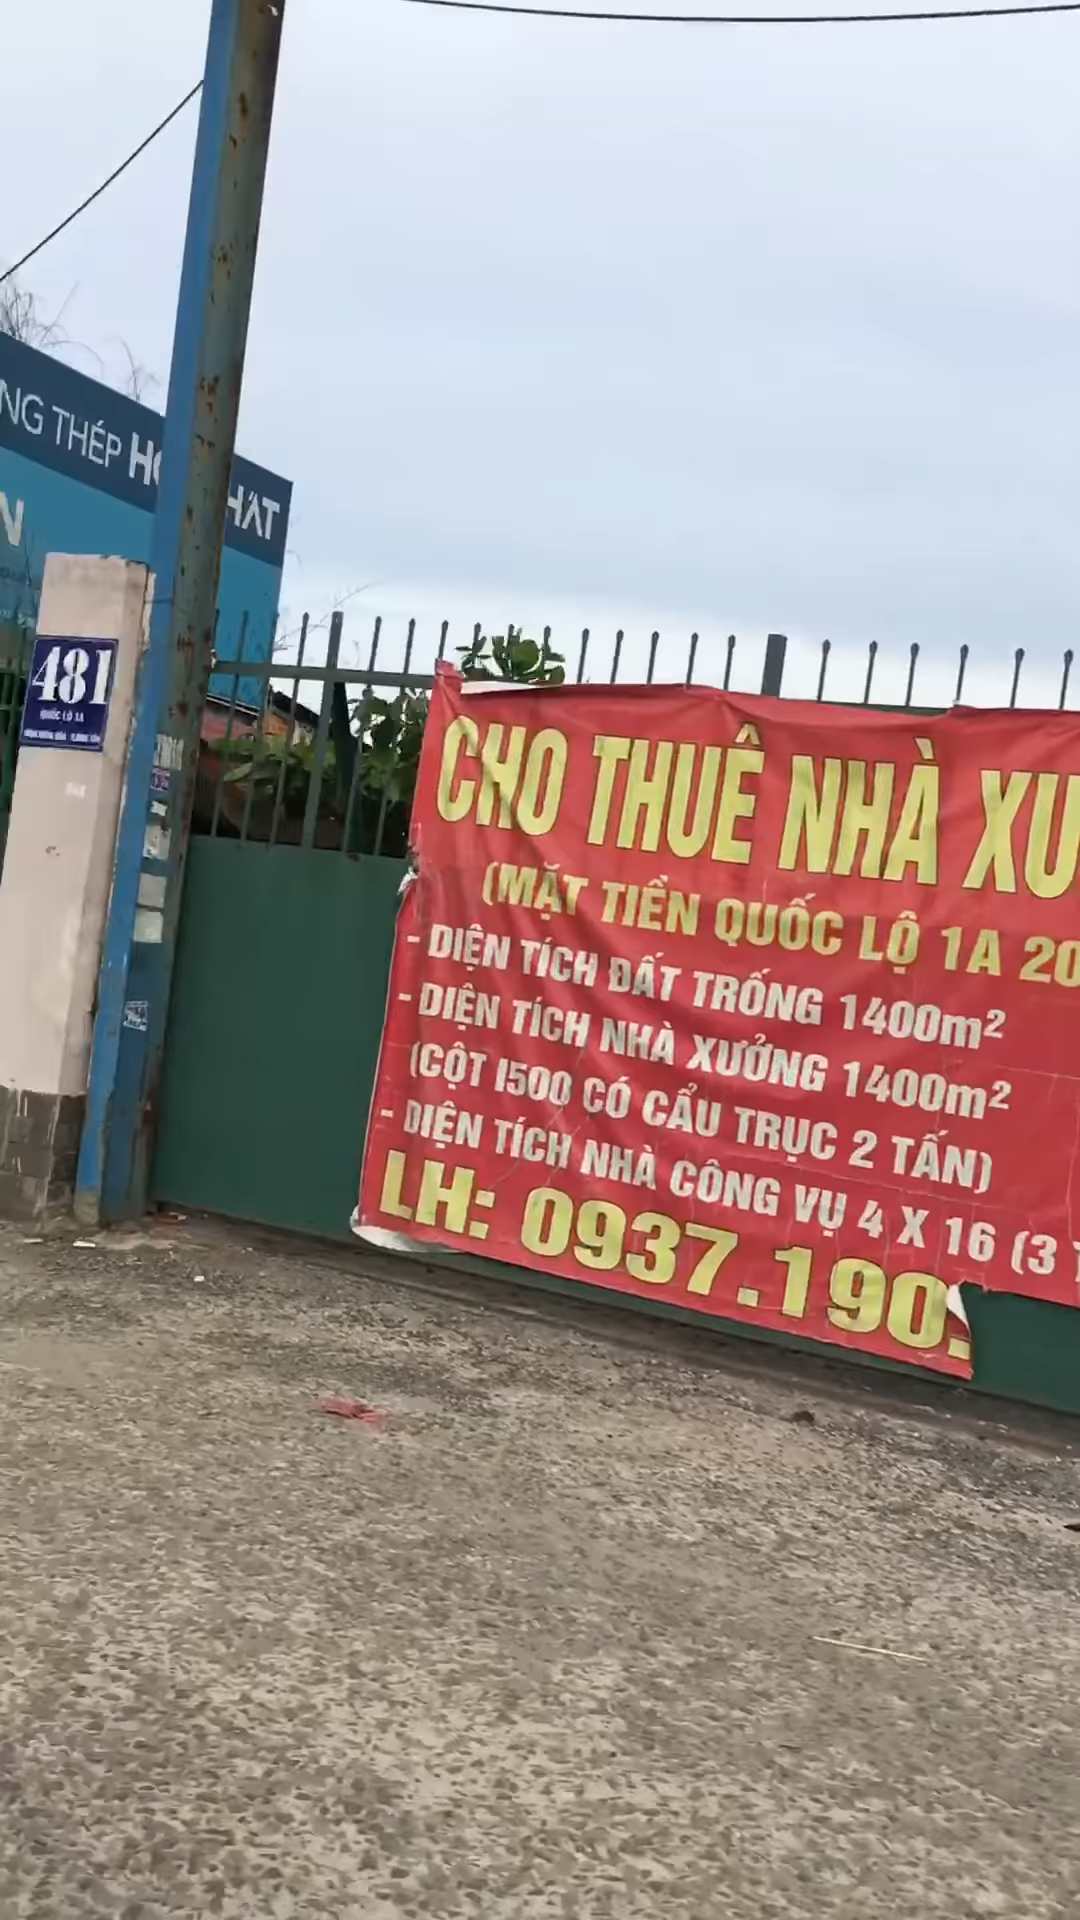 NG THÉP HÒ HÁT
N
481
QUỐC LỘ 1A
CHO THUÊ NHÀ XƯ
(MẶT TIỀN QUỐC LỘ 1A 20
- DIỆN TÍCH ĐẤT TRỐNG 1400m²
- DIỆN TÍCH NHÀ XƯỞNG 1400m²
(CỘT I500 CÓ CẨU TRỤC 2 TẤN)
- DIỆN TÍCH NHÀ CÔNG VỤ 4 X 16 (3 T
LH: 0937.190.